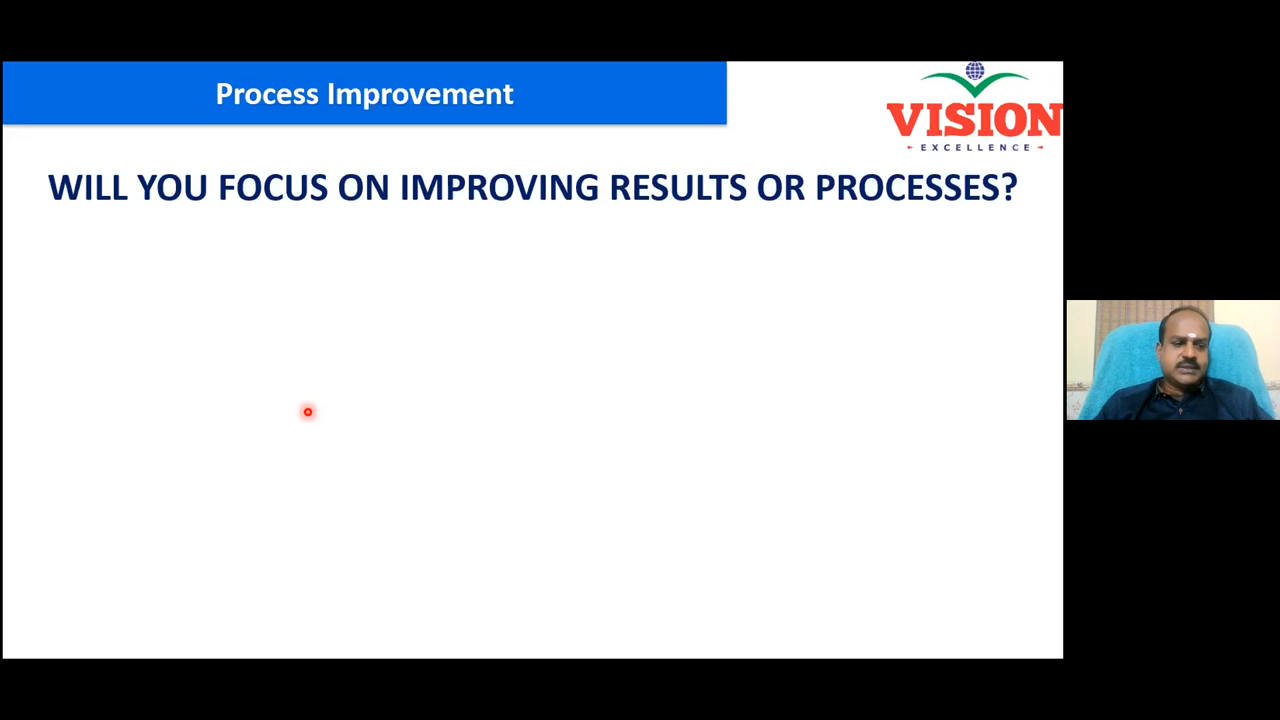 Process Improvement
VISION
EXCELLENCE
WILL YOU FOCUS ON IMPROVING RESULTS OR PROCESSES?